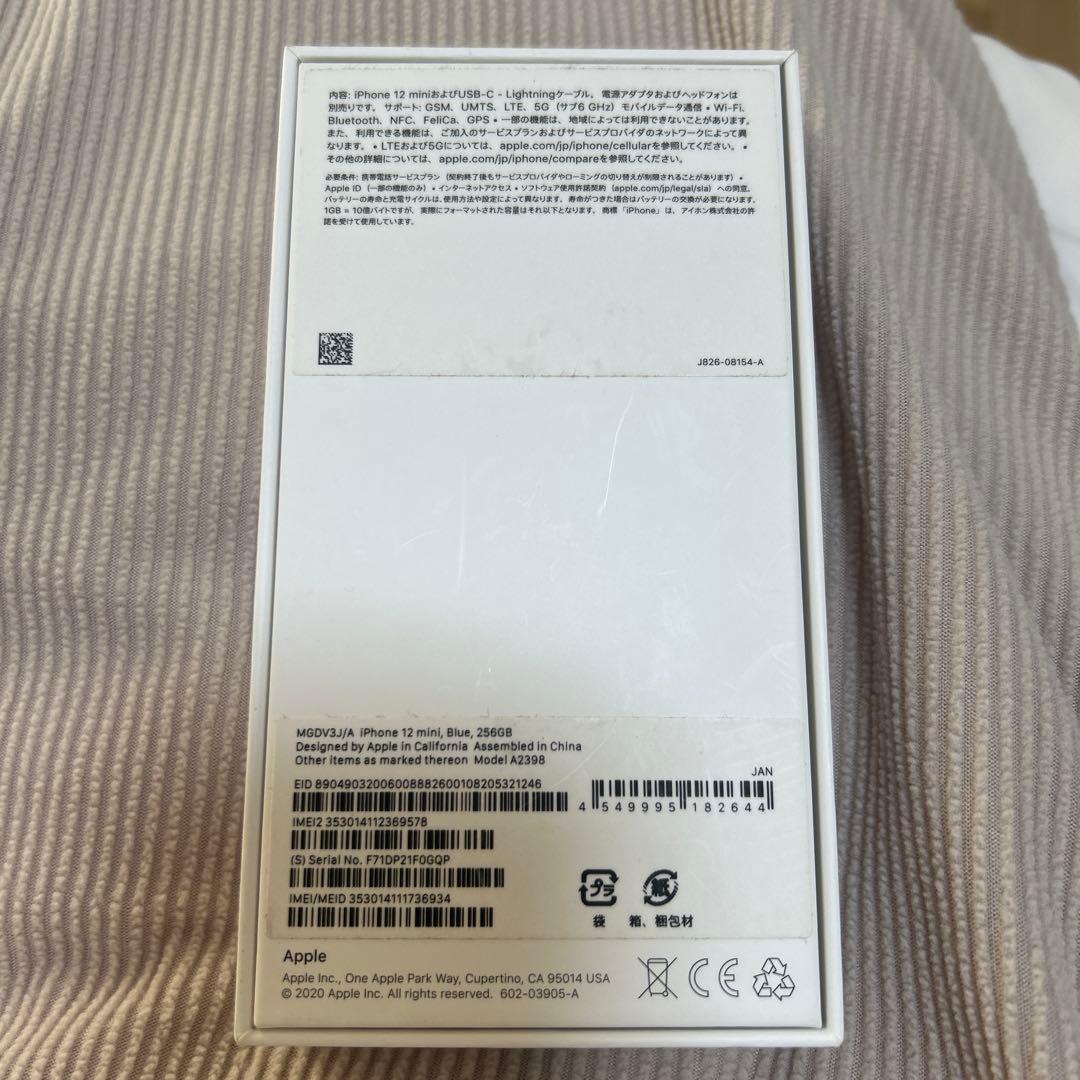 内容: iPhone 12 miniおよびUSB-C - Lightningケーブル。電源アダプタおよびヘッドフォンは
別売りです。 サポート: GSM、UMTS、LTE、5G（サブ6 GHz）モバイルデータ通信 • Wi-Fi、
Bluetooth、NFC、FeliCa、GPS • 一部の機能は、地域によっては利用できないことがあります。
また、利用できる機能は、ご加入のサービスプランおよびサービスプロバイダのネットワークによって異
なります。 • LTEおよび5Gについては、apple.com/jp/iphone/cellularを参照してください。 •
その他の詳細については、apple.com/jp/iphone/compareを参照してください。
必要条件: 携帯電話サービスプラン（契約終了後もサービスプロバイダやローミングの切り替えが制限されることがあります）•
Apple ID（一部の機能のみ）• インターネットアクセス • ソフトウェア使用許諾契約（apple.com/jp/legal/sla）への同意。
バッテリーの寿命と充電サイクルは、使用方法や設定によって異なります。寿命がつきた場合はバッテリーの交換が必要になります。
1GB = 10億バイトですが、実際にフォーマットされた容量はそれ以下となります。商標「iPhone」は、アイホン株式会社の許
諾を受けて使用しています。
J826-08154-A
MGDV3J/A iPhone 12 mini, Blue, 256GB
Designed by Apple in California Assembled in China
Other items as marked thereon Model A2398
JAN
EID 89049032006008882600108205321246
4 549995 182644
IMEI2 353014112369578
(S) Serial No. F71DP21F0GQP
IMEI/MEID 353014111736934
プラ 紙
袋 箱、梱包材
Apple
Apple Inc., One Apple Park Way, Cupertino, CA 95014 USA
© 2020 Apple Inc. All rights reserved. 602-03905-A
CE